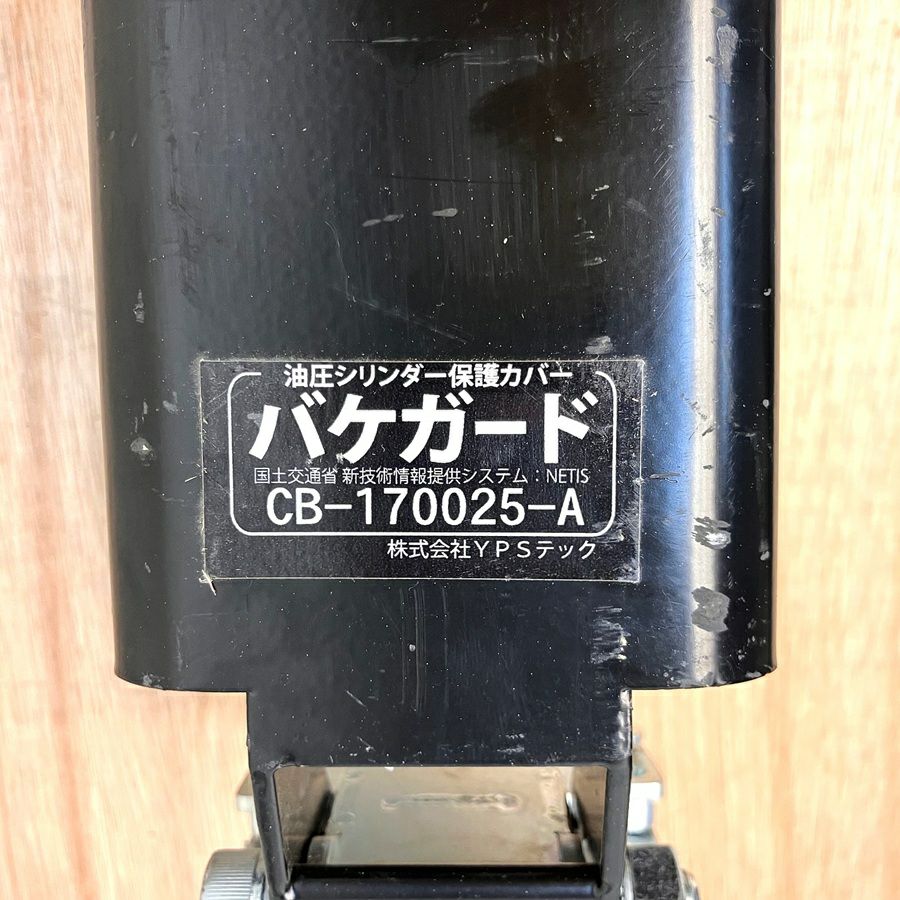 油圧シリンダー保護カバー
バケガード
国土交通省 新技術情報提供システム：NETIS
CB-170025-A
株式会社YPSテック